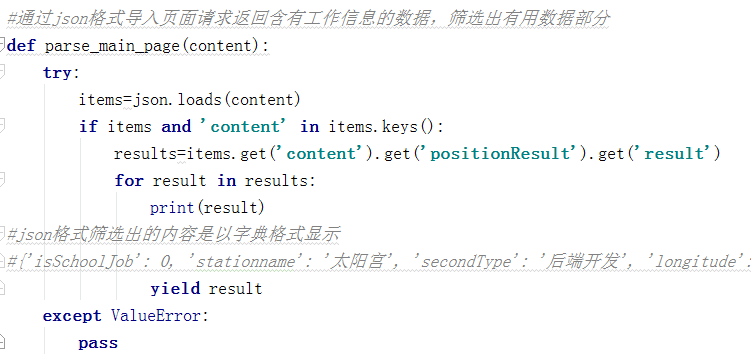 #通过json格式导入页面请求返回含有工作信息的数据，筛选出有用数据部分
def parse_main_page(content):
    try:
        items=json.loads(content)
        if items and 'content' in items.keys():
            results=items.get('content').get('positionResult').get('result')
            for result in results:
                print(result)
#json格式筛选出的内容是以字典格式显示
#{'isSchoolJob': 0, 'stationname': '太阳宫', 'secondType': '后端开发', 'longitude':
                yield result
    except ValueError:
        pass